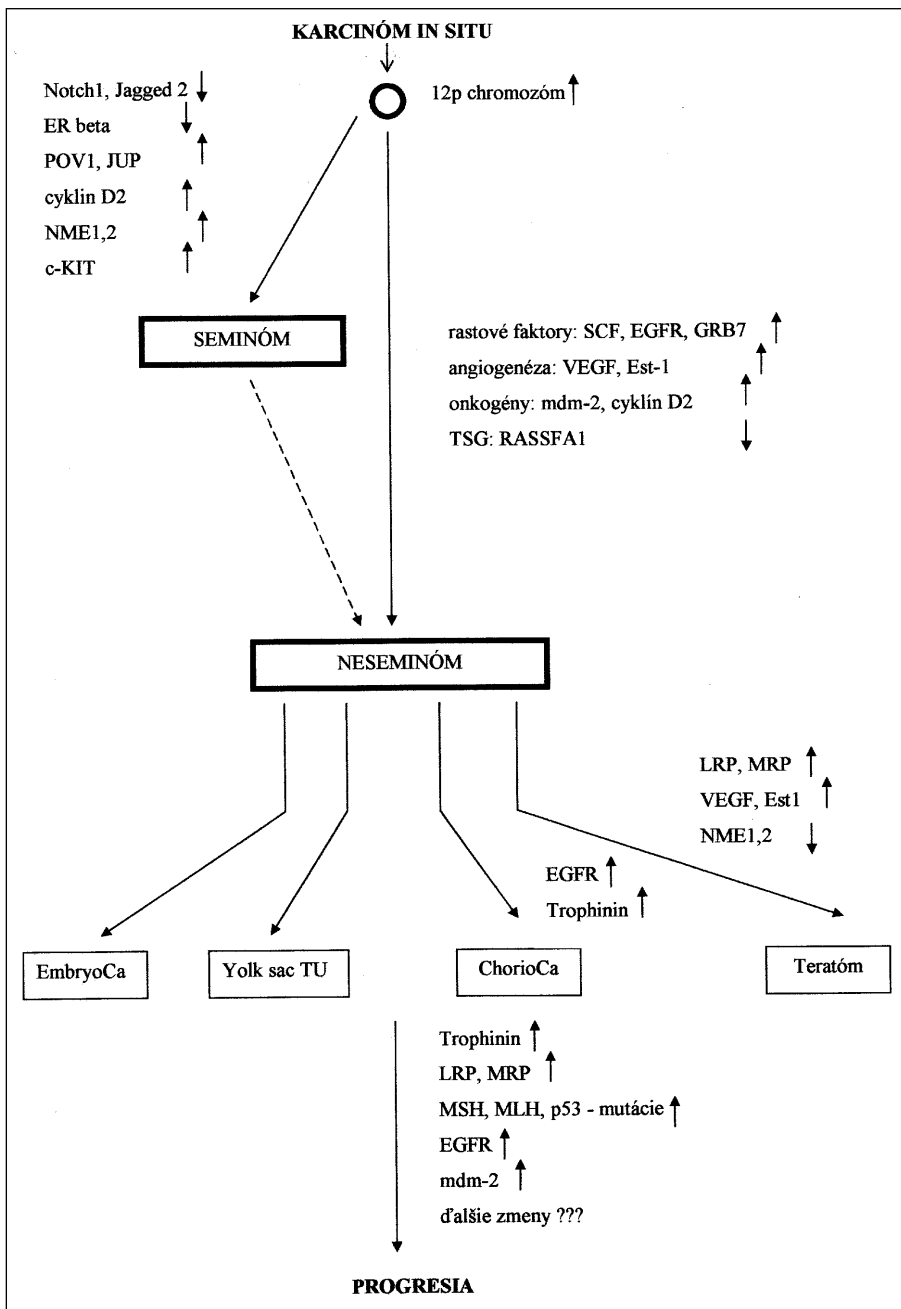 KARCINÓM IN SITU
12p chromozóm ↑
Notch1, Jagged 2 ↓
ER beta ↓
POV1, JUP ↑
cyklin D2 ↑
NME1,2 ↑
c-KIT ↑
SEMINÓM
rastové faktory: SCF, EGFR, GRB7 ↑
angiogenéza: VEGF, Est-1 ↑
onkogény: mdm-2, cyklín D2 ↑
TSG: RASSFA1 ↓
NESEMINÓM
LRP, MRP ↑
VEGF, Est1 ↑
NME1,2 ↓
EGFR ↑
Trophinin ↑
EmbryoCa
Yolk sac TU
ChorioCa
Teratóm
Trophinin ↑
LRP, MRP ↑
MSH, MLH, p53 - mutácie ↑
EGFR ↑
mdm-2 ↑
ďalšie zmeny ???
PROGRESIA